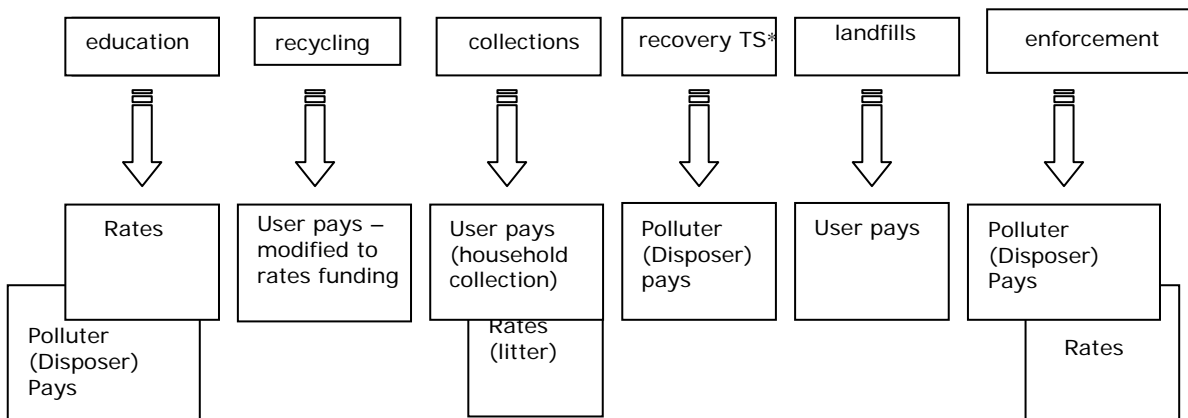 education
recycling
collections
recovery TS*
landfills
enforcement
Rates
User pays –
modified to
rates funding
User pays
(household
collection)
Polluter
(Disposer)
pays
User pays
Polluter
(Disposer)
Pays
Polluter
(Disposer)
Pays
Rates
(litter)
Rates